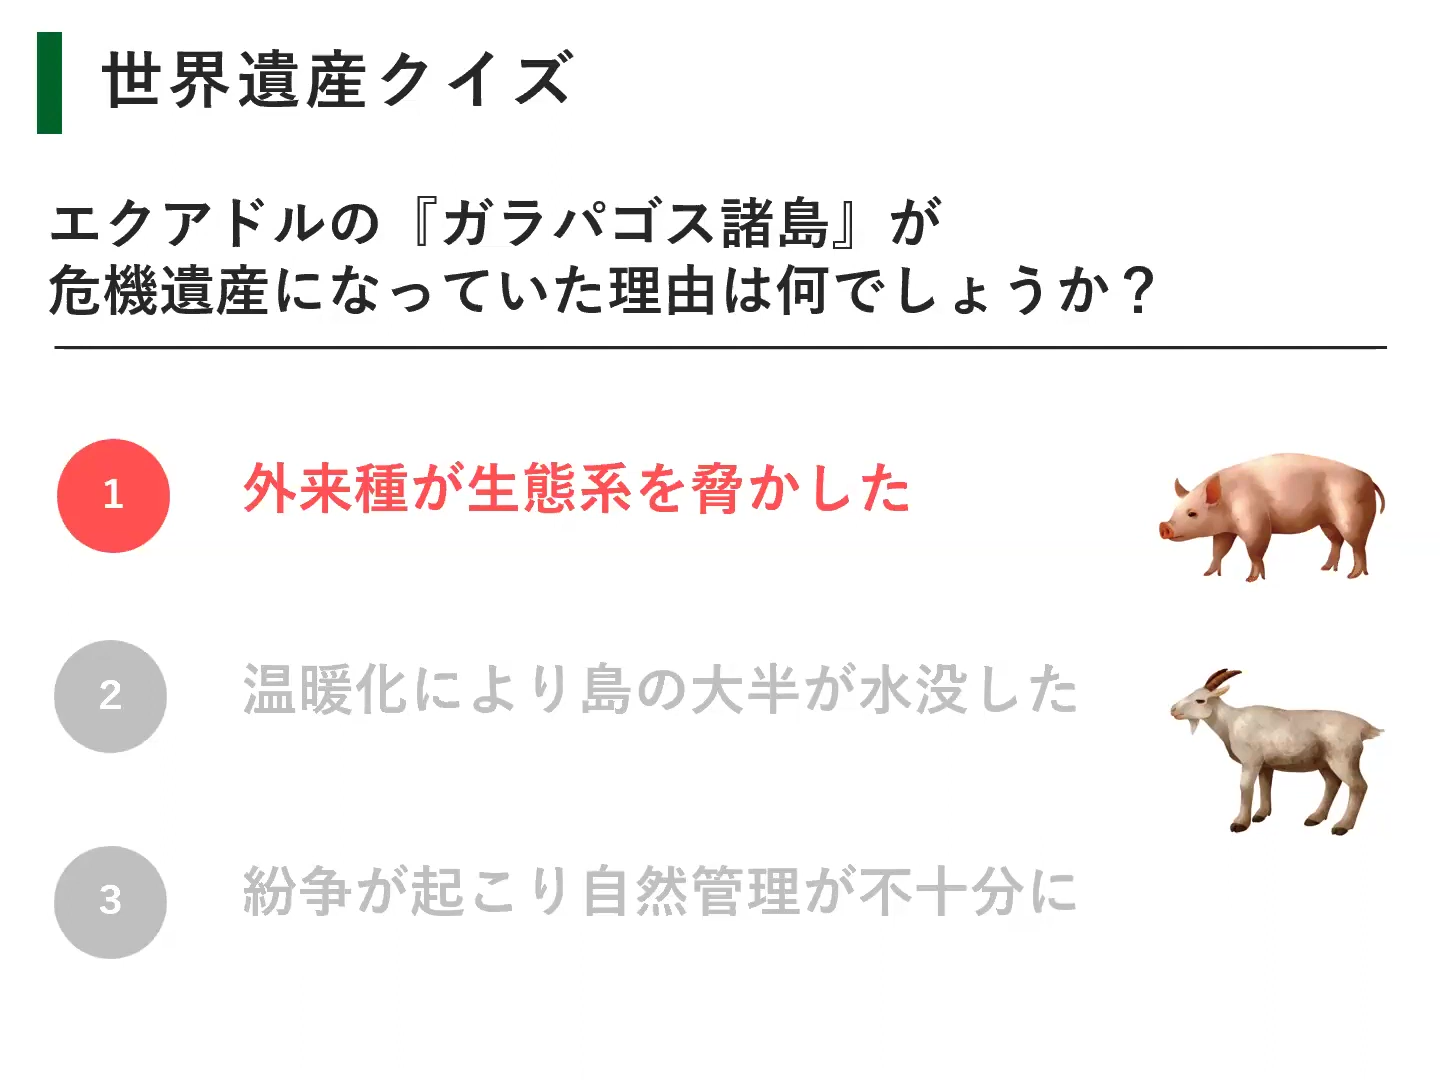 世界遺産クイズ
エクアドルの『ガラパゴス諸島』が
危機遺産になっていた理由は何でしょうか？
1 外来種が生態系を脅かした
2 温暖化により島の大半が水没した
3 紛争が起こり自然管理が不十分に